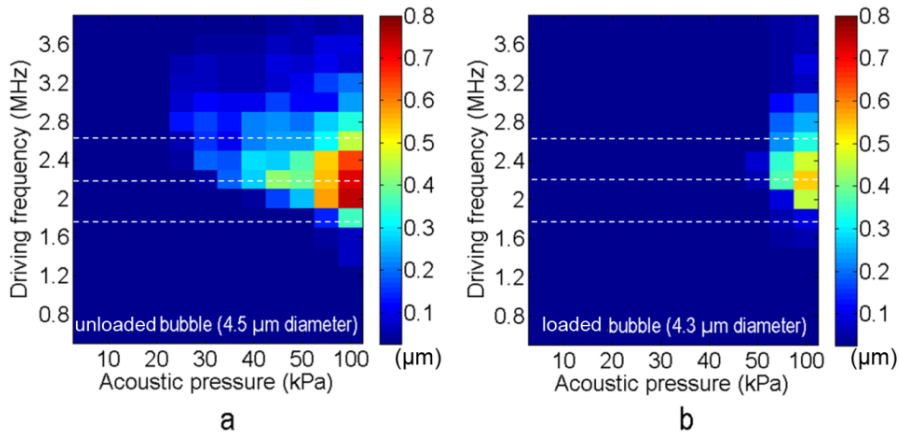 3.6
3.2
2.8
2.4
2
1.6
1.2
0.8
Driving frequency (MHz)
unloaded bubble (4.5 µm diameter)
10 20 30 40 50 100
Acoustic pressure (kPa)
0.8
0.7
0.6
0.5
0.4
0.3
0.2
0.1
(µm)
a
3.6
3.2
2.8
2.4
2
1.6
1.2
0.8
Driving frequency (MHz)
loaded bubble (4.3 µm diameter)
10 20 30 40 50 100
Acoustic pressure (kPa)
0.8
0.7
0.6
0.5
0.4
0.3
0.2
0.1
(µm)
b